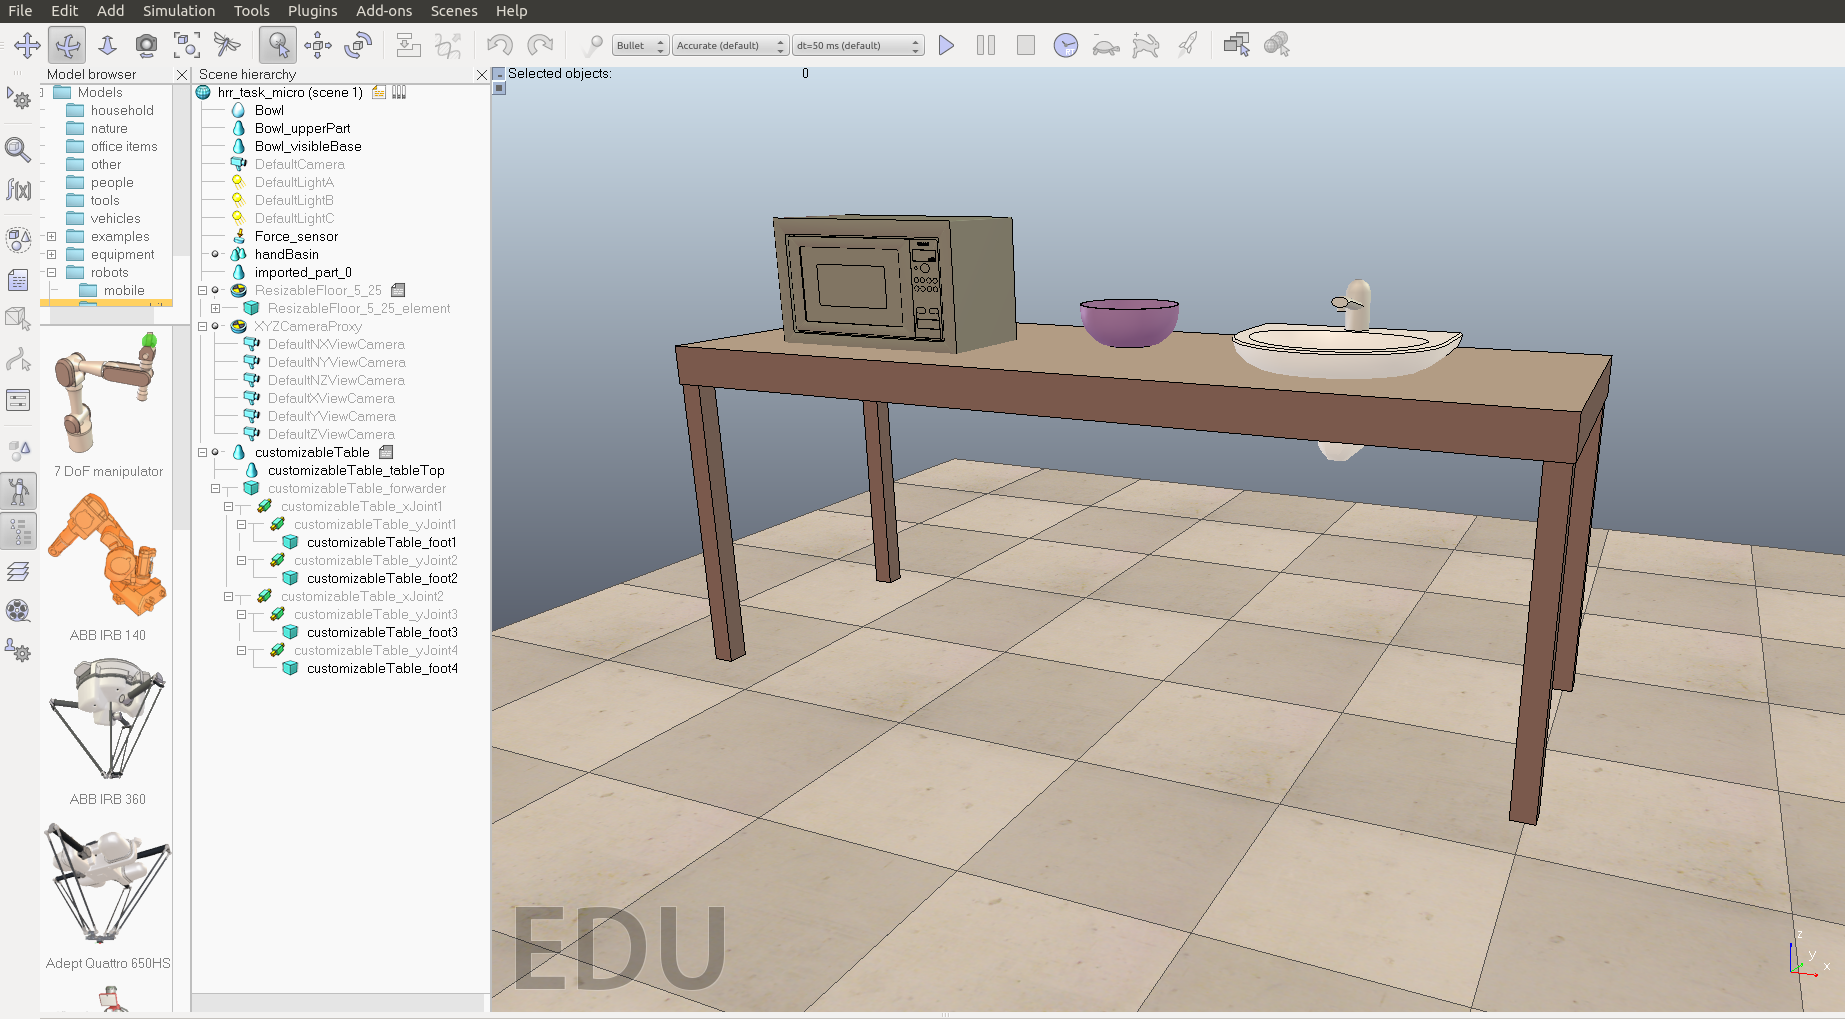 File Edit Add Simulation Tools Plugins Add-ons Scenes Help
Bullet Accurate (default) dt=50 ms (default) RT
Model browser
Models
household
nature
office items
other
people
tools
vehicles
examples
equipment
robots
mobile
7 DoF manipulator
ABB IRB 140
ABB IRB 360
Adept Quattro 650HS
Scene hierarchy
hrr_task_micro (scene 1)
Bowl
Bowl_upperPart
Bowl_visibleBase
DefaultCamera
DefaultLightA
DefaultLightB
DefaultLightC
Force_sensor
handBasin
imported_part_0
ResizableFloor_5_25
ResizableFloor_5_25_element
XYZCameraProxy
DefaultNXViewCamera
DefaultNYViewCamera
DefaultNZViewCamera
DefaultXViewCamera
DefaultYViewCamera
DefaultZViewCamera
customizableTable
customizableTable_tableTop
customizableTable_forwarder
customizableTable_xJoint1
customizableTable_yJoint1
customizableTable_foot1
customizableTable_yJoint2
customizableTable_foot2
customizableTable_xJoint2
customizableTable_yJoint3
customizableTable_foot3
customizableTable_yJoint4
customizableTable_foot4
Selected objects: 0
f(x)
EDU
z
y
x